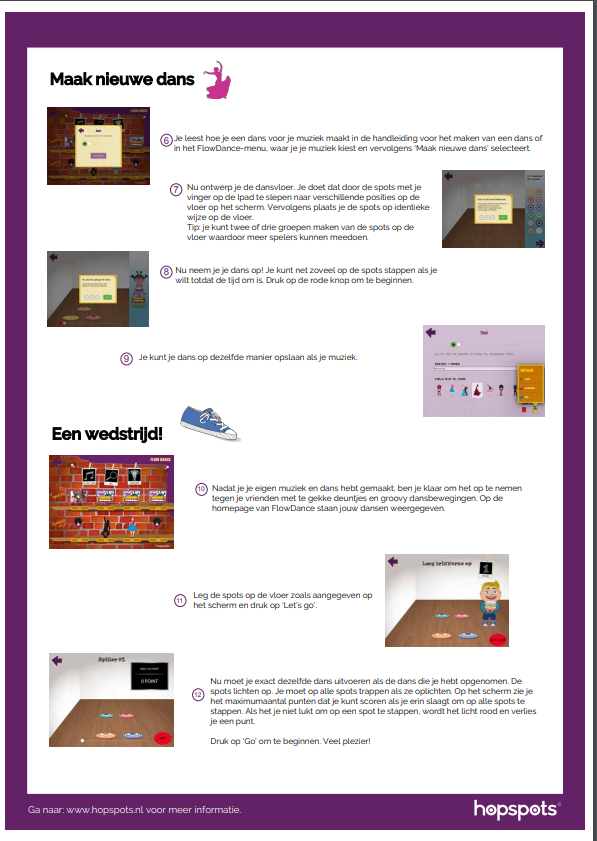 Maak nieuwe dans
6 Je leest hoe je een dans voor je muziek maakt in de handleiding voor het maken van een dans of
in het FlowDance-menu, waar je je muziek kiest en vervolgens ‘Maak nieuwe dans’ selecteert.
7 Nu ontwerp je de dansvloer. Je doet dat door de spots met je
vinger op de Ipad te slepen naar verschillende posities op de
vloer op het scherm. Vervolgens plaats je de spots op identieke
wijze op de vloer.
Tip: je kunt twee of drie groepen maken van de spots op de
vloer waardoor meer spelers kunnen meedoen.
8 Nu neem je je dans op! Je kunt net zoveel op de spots stappen als je
wilt totdat de tijd om is. Druk op de rode knop om te beginnen.
9 Je kunt je dans op dezelfde manier opslaan als je muziek.
Een wedstrijd!
FLOW DANCE
10 Nadat je je eigen muziek en dans hebt gemaakt, ben je klaar om het op te nemen
tegen je vrienden met te gekke deuntjes en groovy dansbewegingen. Op de
homepage van FlowDance staan jouw dansen weergegeven.
Læg brikkerne op
11 Leg de spots op de vloer zoals aangegeven op
het scherm en druk op ‘Let’s go’.
Spiller #1
0 POINT
12 Nu moet je exact dezelfde dans uitvoeren als de dans die je hebt opgenomen. De
spots lichten op. Je moet op alle spots trappen als ze oplichten. Op het scherm zie je
het maximumaantal punten dat je kunt scoren als je erin slaagt om op alle spots te
stappen. Als het je niet lukt om op een spot te stappen, wordt het licht rood en verlies
je een punt.
Druk op ‘Go’ om te beginnen. Veel plezier!
Ga naar: www.hopspots.nl voor meer informatie.
hopspots®